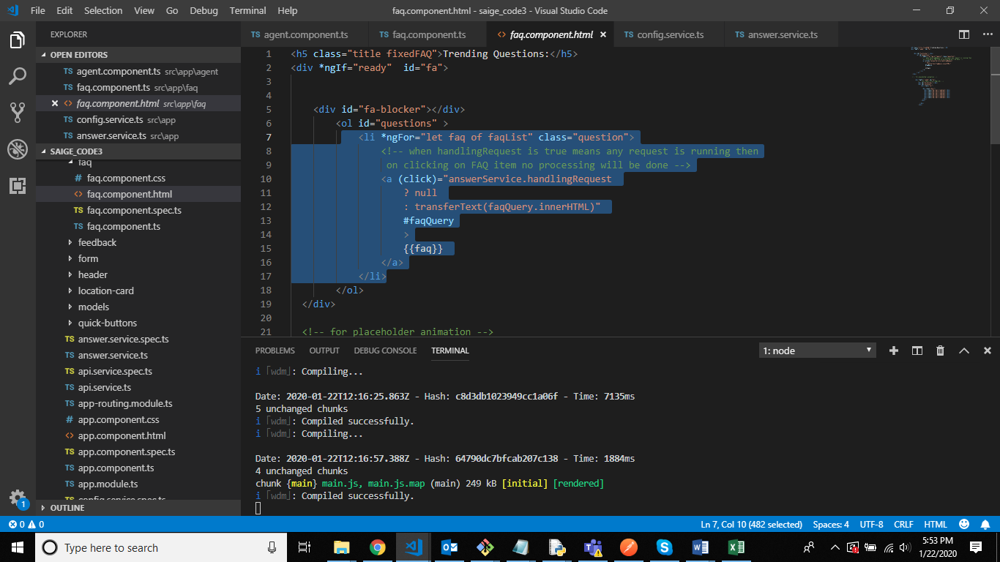 File Edit Selection View Go Debug Terminal Help
faq.component.html - saige_code3 - Visual Studio Code
EXPLORER
OPEN EDITORS
TS agent.component.ts src\app\agent
TS faq.component.ts src\app\faq
<> faq.component.html src\app\faq
TS config.service.ts src\app
TS answer.service.ts src\app
SAIGE_CODE3
faq
# faq.component.css
<> faq.component.html
TS faq.component.spec.ts
TS faq.component.ts
feedback
form
header
location-card
models
quick-buttons
TS answer.service.spec.ts
TS answer.service.ts
TS api.service.spec.ts
TS api.service.ts
TS app-routing.module.ts
# app.component.css
<> app.component.html
TS app.component.spec.ts
TS app.component.ts
TS app.module.ts
TS config.service.spec.ts
OUTLINE
TS agent.component.ts TS faq.component.ts <> faq.component.html TS config.service.ts TS answer.service.ts
1 <h5 class="title fixedFAQ">Trending Questions:</h5>
2 <div *ngIf="ready"  id="fa">
3
4
5 <div id="fa-blocker"></div>
6 <ol id="questions" >
7 <li *ngFor="let faq of faqList" class="question">
8 <!-- when handlingRequest is true means any request is running then
9 on clicking on FAQ item no processing will be done -->
10 <a (click)="answerService.handlingRequest
11 ? null
12 : transferText(faqQuery.innerHTML)"
13 #faqQuery
14 >
15 {{faq}}
16 </a>
17 </li>
18 </ol>
19 </div>
20
21 <!-- for placeholder animation -->
PROBLEMS OUTPUT DEBUG CONSOLE TERMINAL
1: node
i ｢wdm｣: Compiling...
Date: 2020-01-22T12:16:25.863Z - Hash: c8d3db1023949cc1a06f - Time: 7135ms
5 unchanged chunks
i ｢wdm｣: Compiled successfully.
i ｢wdm｣: Compiling...
Date: 2020-01-22T12:16:57.388Z - Hash: 64790dc7bfcab207c138 - Time: 1884ms
4 unchanged chunks
chunk {main} main.js, main.js.map (main) 249 kB [initial] [rendered]
i ｢wdm｣: Compiled successfully.
1
0 0
Ln 7, Col 10 (482 selected) Spaces: 4 UTF-8 CRLF HTML
Type here to search
5:53 PM
1/22/2020